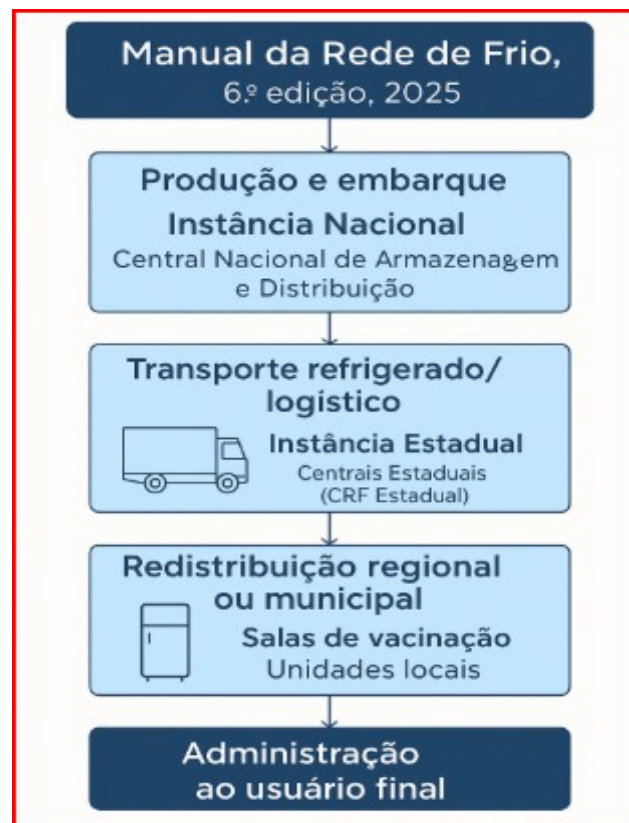 Manual da Rede de Frio,
6.º edição, 2025
Produção e embarque
Instância Nacional
Central Nacional de Armazenagem
e Distribuição
Transporte refrigerado/
logístico
Instância Estadual
Centrais Estaduais
(CRF Estadual)
Redistribuição regional
ou municipal
Salas de vacinação
Unidades locais
Administração
ao usuário final